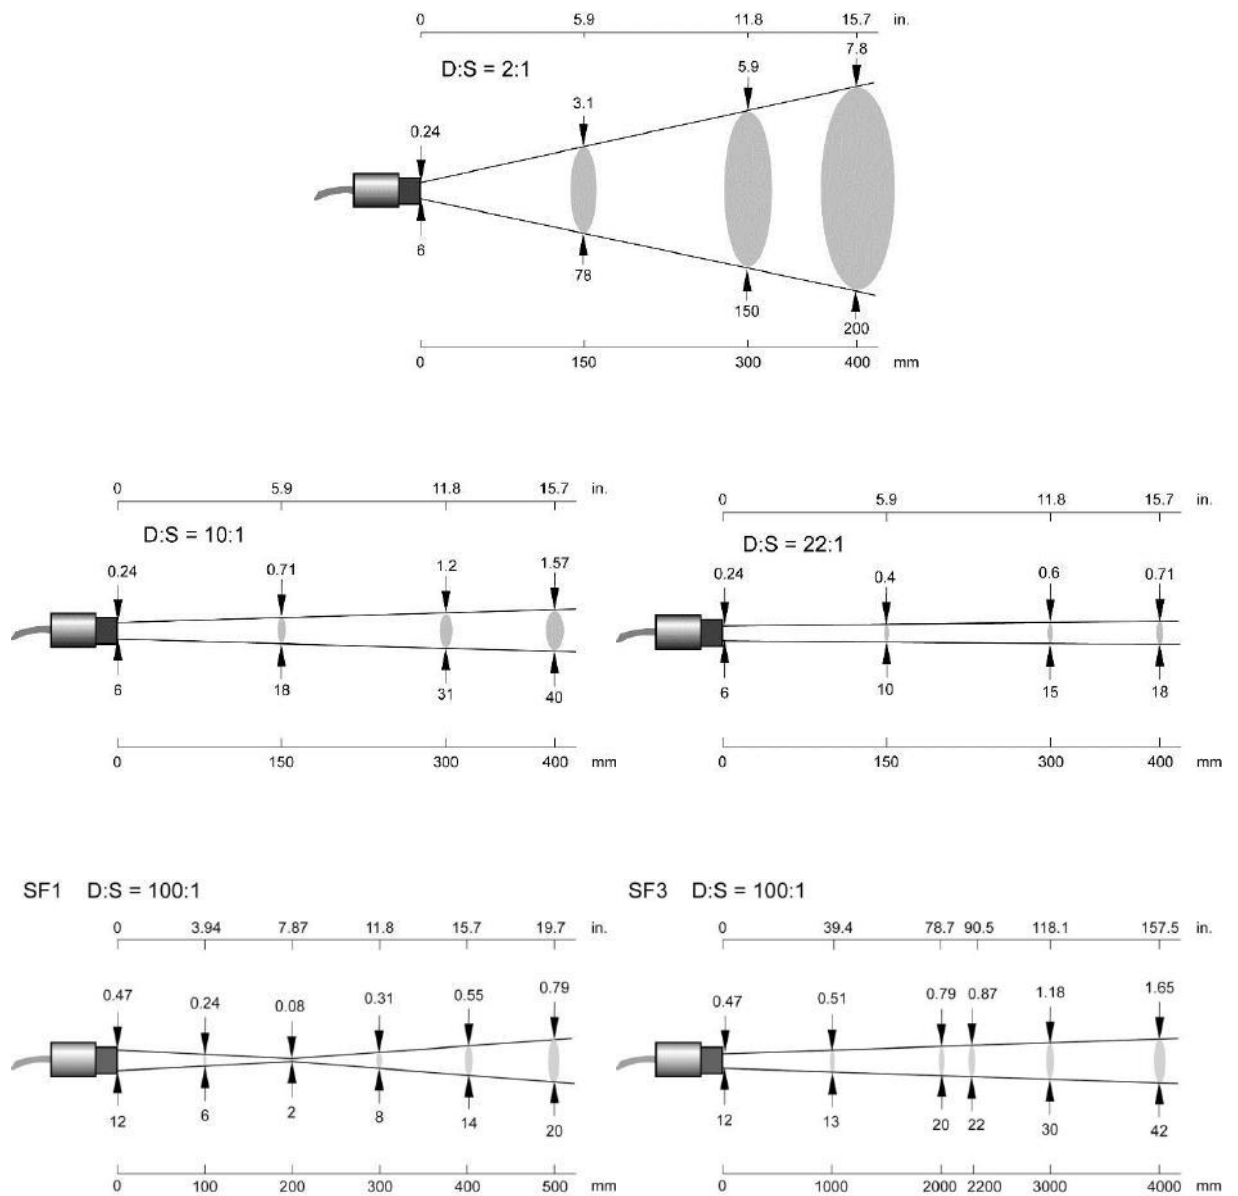 0 5.9 11.8 15.7 in.
D:S = 2:1
7.8
5.9
3.1
0.24
6
78
150
200
0 150 300 400 mm
0 5.9 11.8 15.7 in.
D:S = 10:1
0.24 0.71 1.2 1.57
6 18 31 40
0 150 300 400 mm
0 5.9 11.8 15.7 in.
D:S = 22:1
0.24 0.4 0.6 0.71
6 10 15 18
0 150 300 400 mm
SF1 D:S = 100:1
0 3.94 7.87 11.8 15.7 19.7 in.
0.47 0.24 0.08 0.31 0.55 0.79
12 6 2 8 14 20
0 100 200 300 400 500 mm
SF3 D:S = 100:1
0 39.4 78.7 90.5 118.1 157.5 in.
0.47 0.51 0.79 0.87 1.18 1.65
12 13 20 22 30 42
0 1000 2000 2200 3000 4000 mm